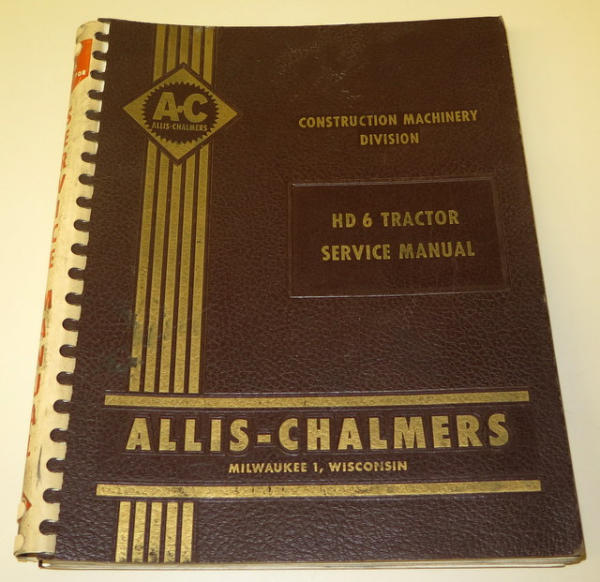 A-C
ALLIS-CHALMERS
CONSTRUCTION MACHINERY
DIVISION
HD 6 TRACTOR
SERVICE MANUAL
ALLIS-CHALMERS
MILWAUKEE 1, WISCONSIN